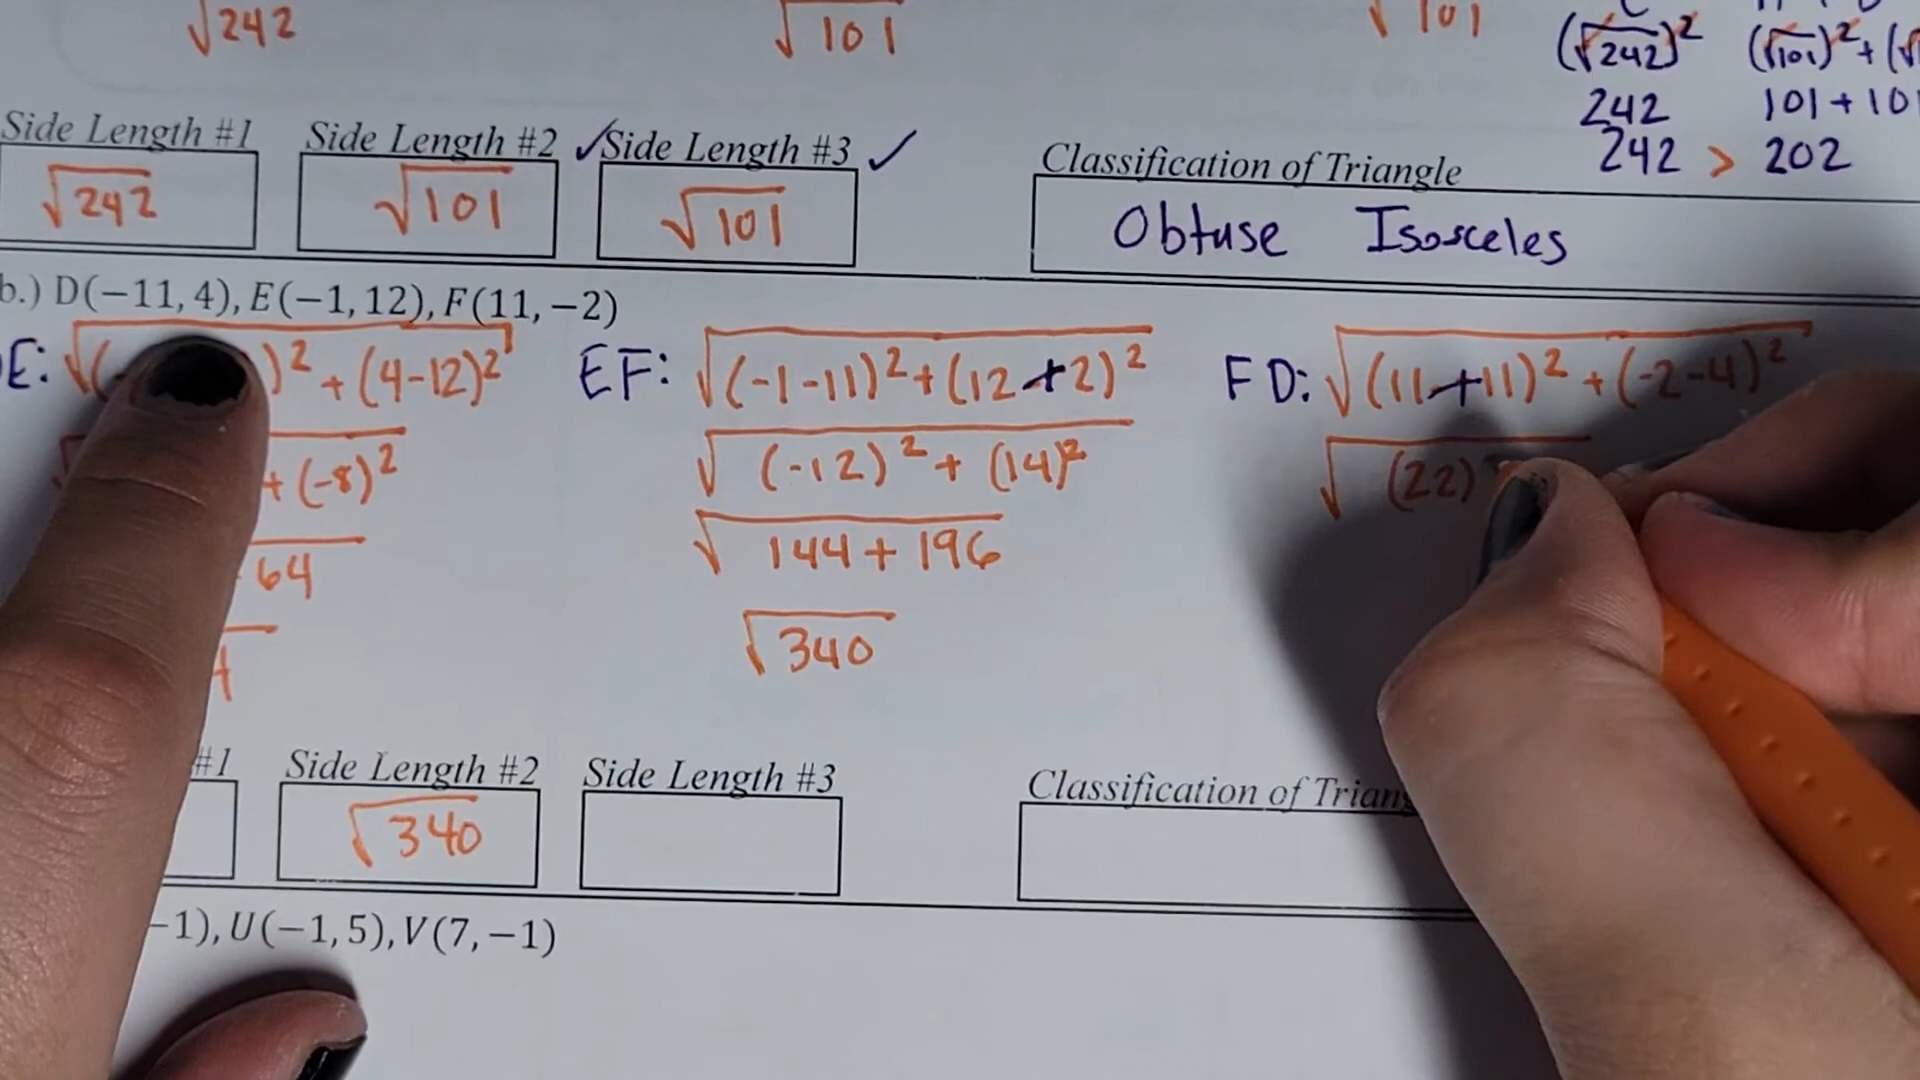 √242 √101 √101
(√242)² (√101)² + (√
242 101 + 101
242 > 202
Side Length #1 Side Length #2 ✓ Side Length #3 ✓ Classification of Triangle
√242 √101 √101 Obtuse Isosceles
b.) D(−11, 4), E(−1, 12), F(11, −2)
E: √( )² + (4-12)² EF: √(-1-11)² + (12+2)² FD: √(11+11)² + (-2-4)²
+ (-8)² √(-12)² + (14)² √(22)
64 √144 + 196
√340
#1 Side Length #2 Side Length #3 Classification of Triang
√340
−1), U(−1, 5), V(7, −1)